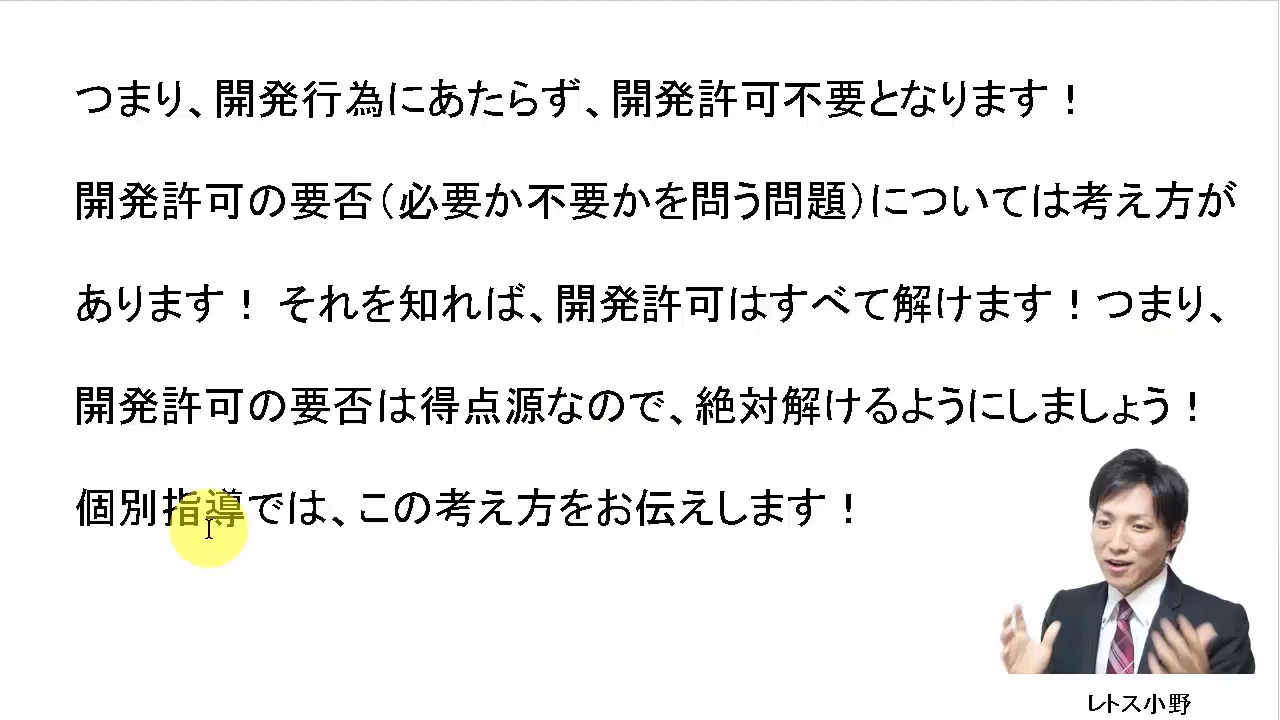 つまり、開発行為にあたらず、開発許可不要となります！
開発許可の要否（必要か不要かを問う問題）については考え方が
あります！ それを知れば、開発許可はすべて解けます！つまり、
開発許可の要否は得点源なので、絶対解けるようにしましょう！
個別指導では、この考え方をお伝えします！
レトス小野